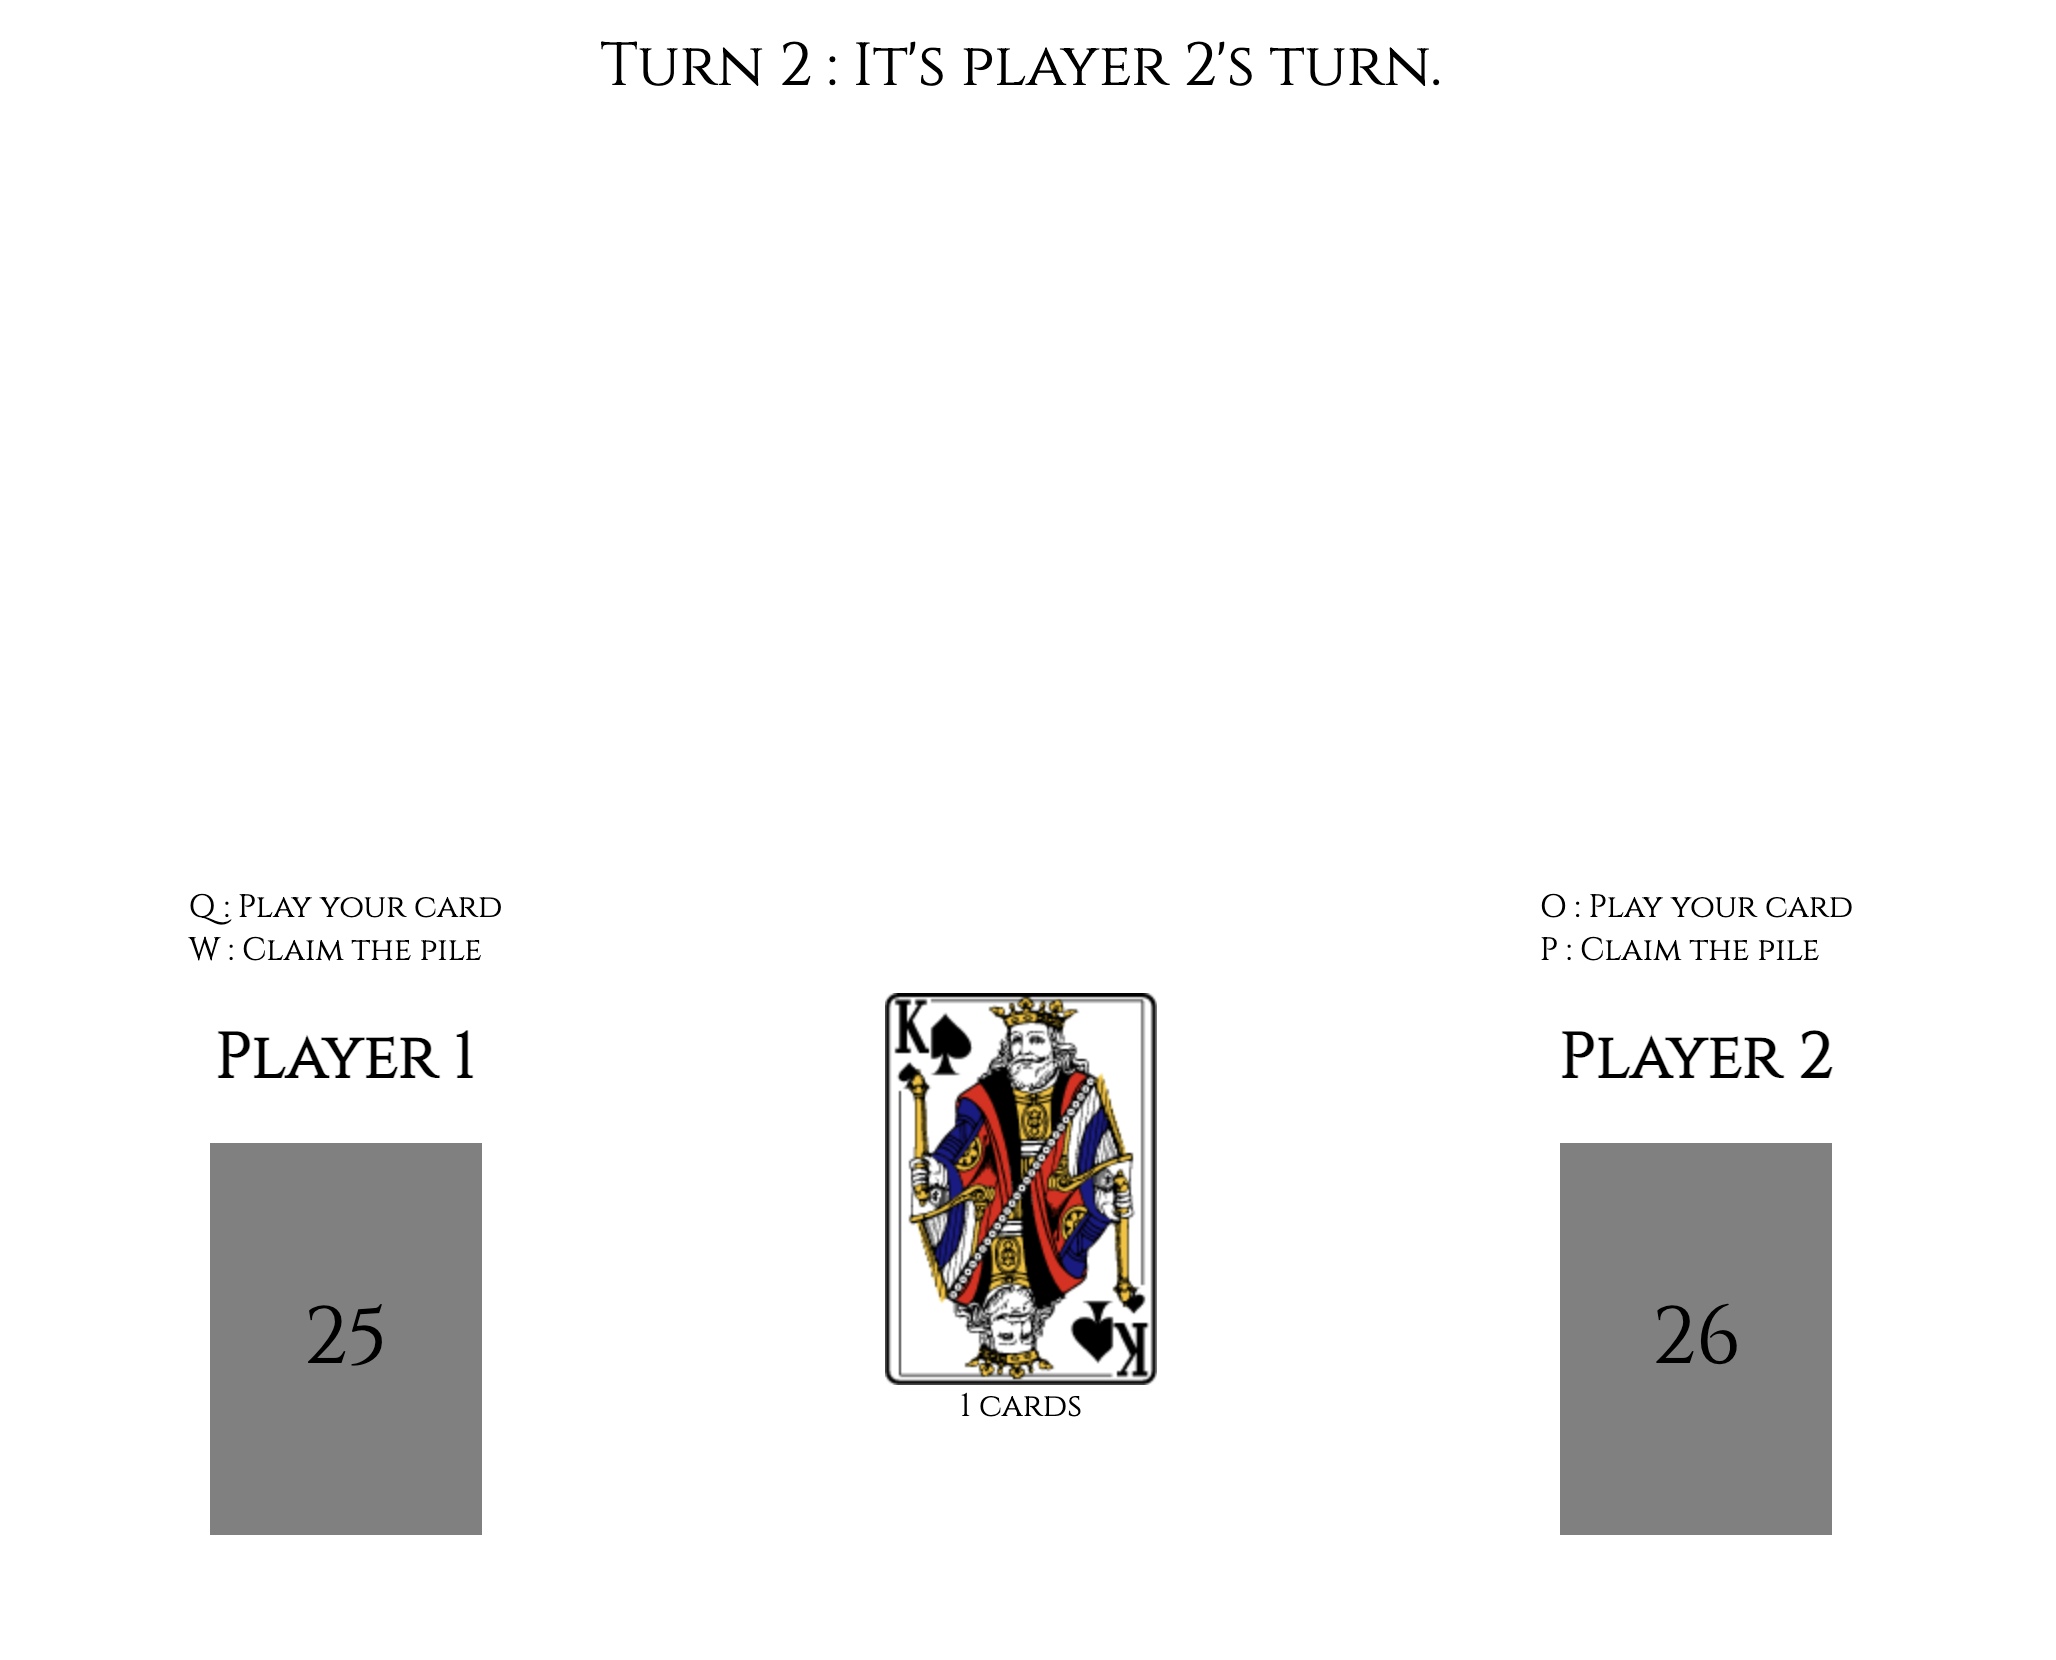 Turn 2 : It's player 2's turn.
Q : Play your card
W : Claim the pile
O : Play your card
P : Claim the pile
Player 1
Player 2
K
K
25
26
1 cards